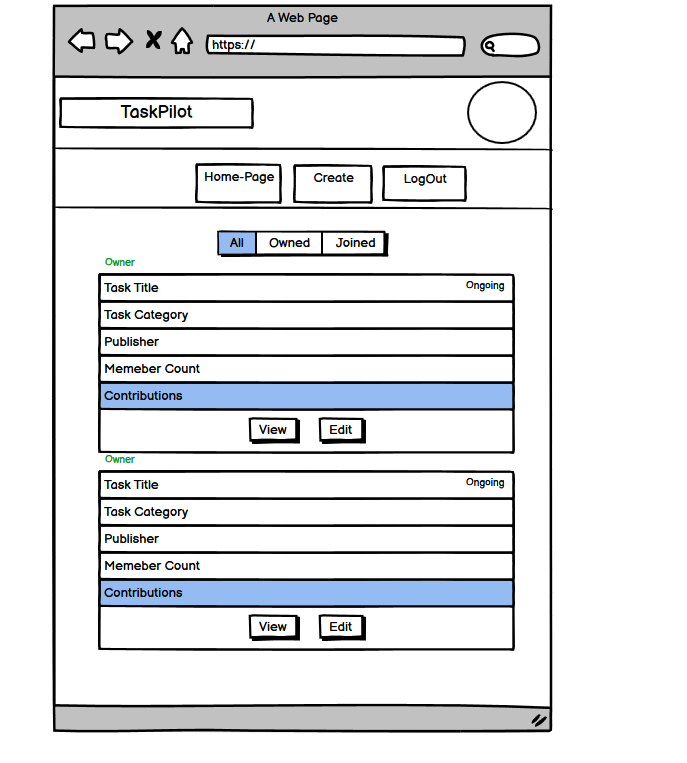 A Web Page
https://
TaskPilot
Home-Page Create LogOut
All Owned Joined
Owner
Task Title Ongoing
Task Category
Publisher
Memeber Count
Contributions
View Edit
Owner
Task Title Ongoing
Task Category
Publisher
Memeber Count
Contributions
View Edit